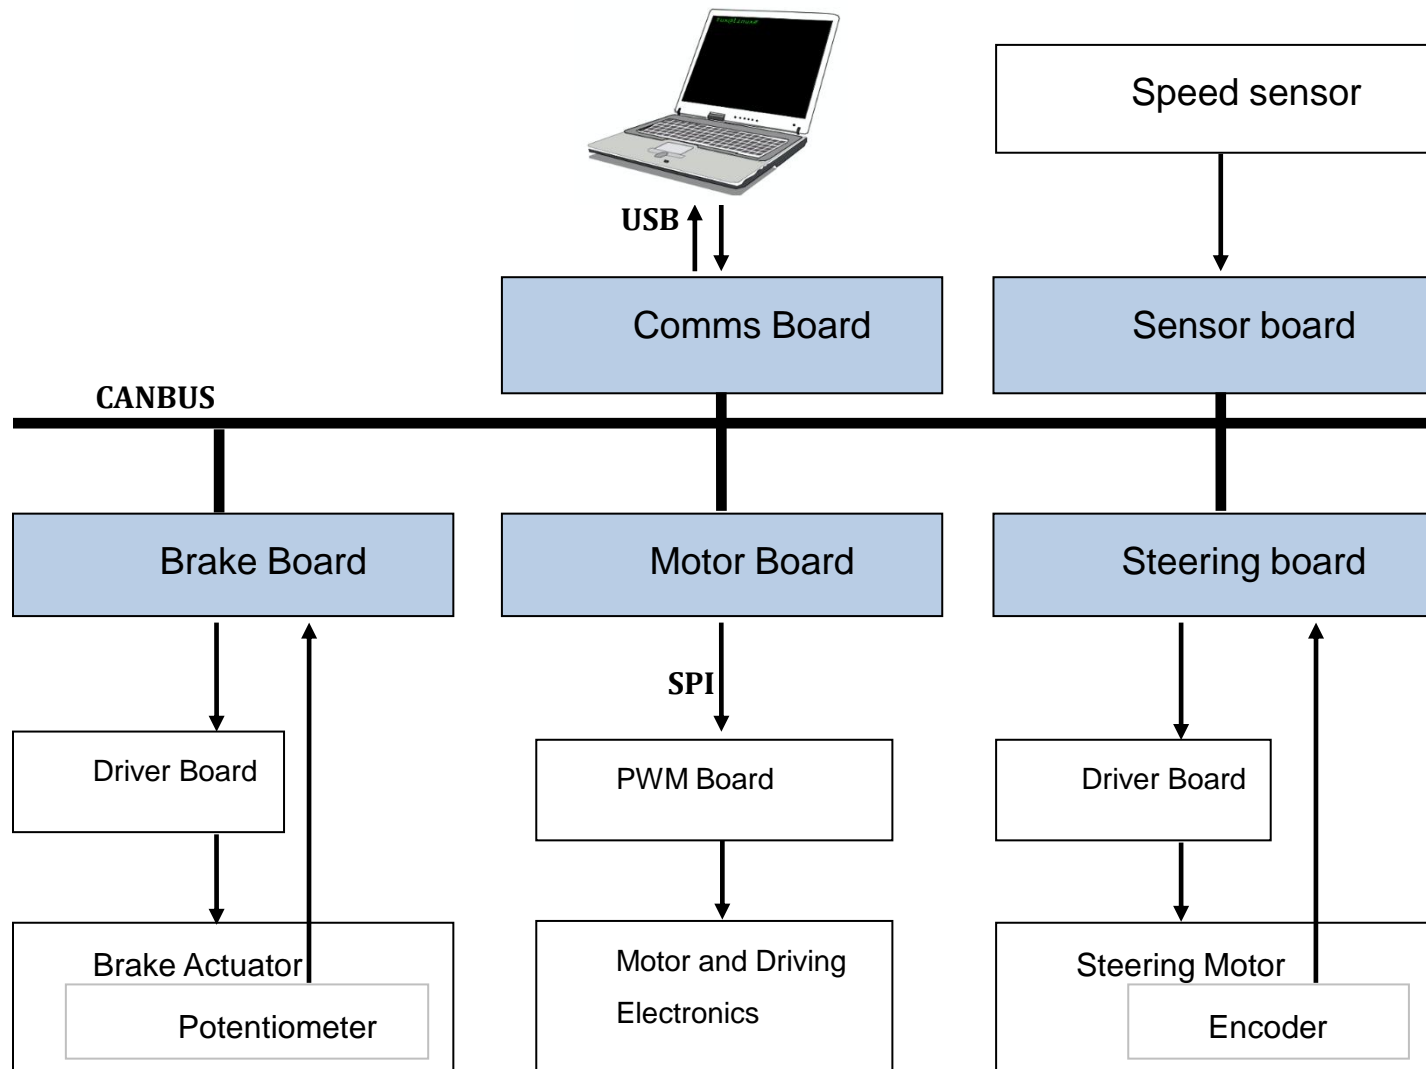 Speed sensor
USB
Comms Board
Sensor board
CANBUS
Brake Board
Motor Board
Steering board
SPI
Driver Board
PWM Board
Driver Board
Brake Actuator
Potentiometer
Motor and Driving
Electronics
Steering Motor
Encoder